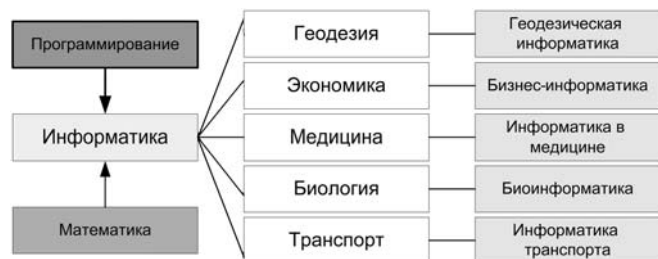 Программирование
Информатика
Математика
Геодезия
Экономика
Медицина
Биология
Транспорт
Геодезическая
информатика
Бизнес-информатика
Информатика в
медицине
Биоинформатика
Информатика
транспорта